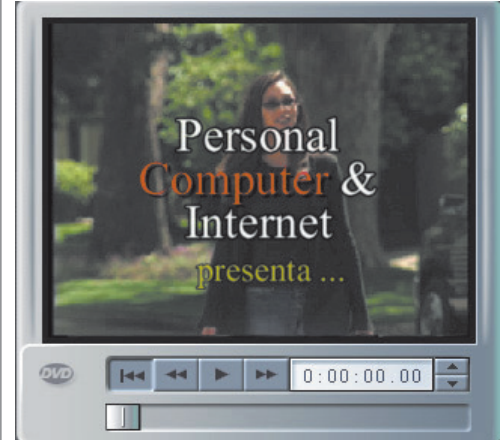 Personal
Computer &
Internet
presenta ...
DVD
0:00:00.00